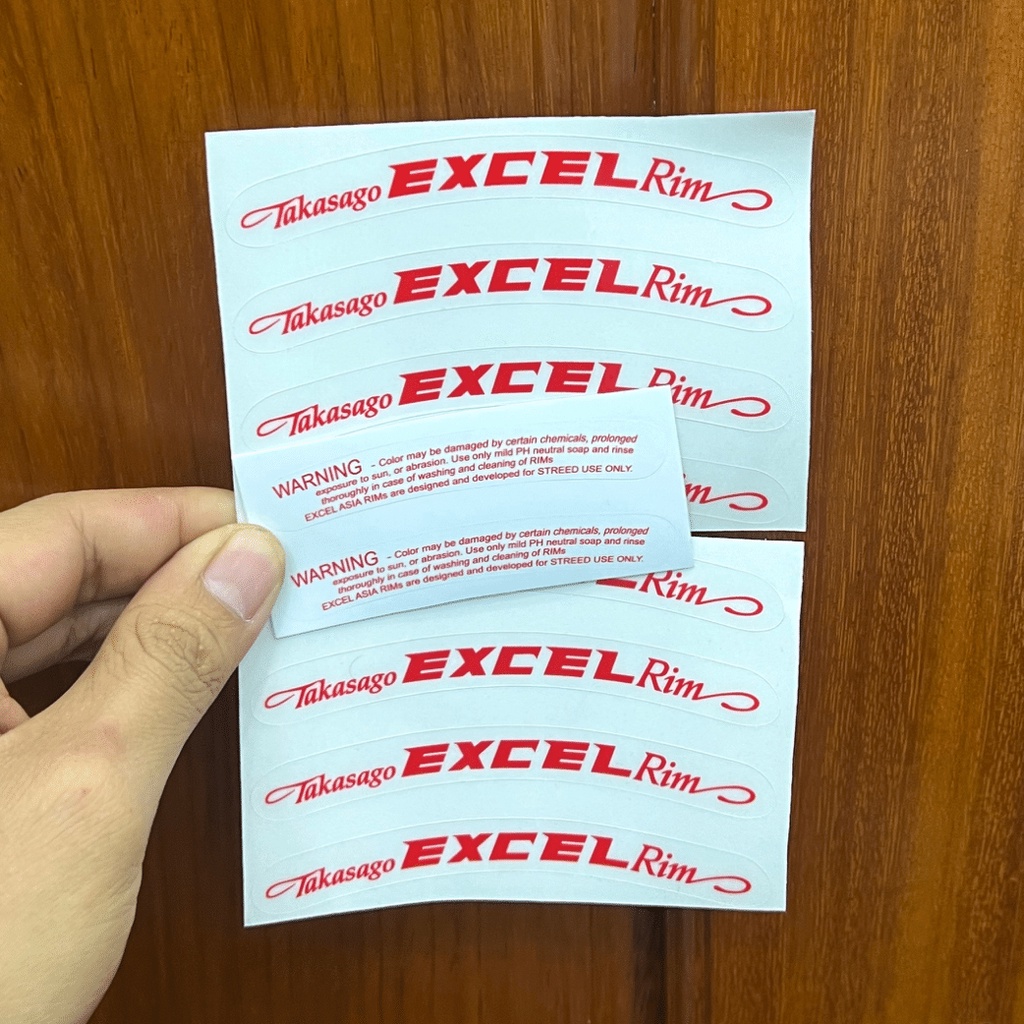 Takasago EXCEL Rim
Takasago EXCEL Rim
Takasago EXCEL Rim
WARNING - Color may be damaged by certain chemicals, prolonged
exposure to sun, or abrasion. Use only mild PH neutral soap and rinse
thoroughly in case of washing and cleaning of RIMs
EXCEL ASIA RIMs are designed and developed for STREED USE ONLY.
WARNING - Color may be damaged by certain chemicals, prolonged
exposure to sun, or abrasion. Use only mild PH neutral soap and rinse
thoroughly in case of washing and cleaning of RIMs
EXCEL ASIA RIMs are designed and developed for STREED USE ONLY.
Rim
Takasago EXCEL Rim
Takasago EXCEL Rim
Takasago EXCEL Rim